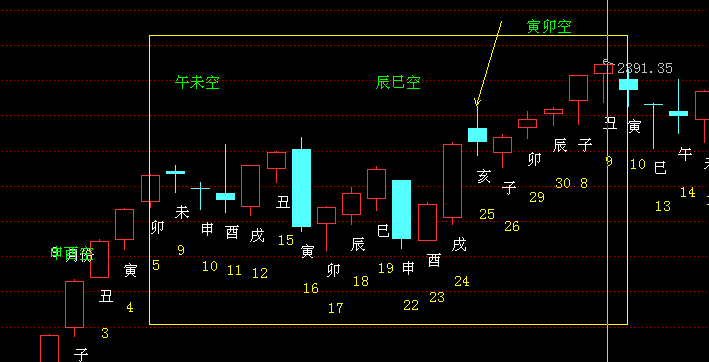 寅卯空
2891.35
午未空
辰巳空
丑
寅
午
未
巳
辰
子
卯
亥
子
丑
寅
辰
巳
卯
申
酉
戌
卯
未
申
酉
戌
丑
寅
子
9
10
13
14
15
8
30
29
26
25
24
23
22
19
18
17
16
12
11
10
9
5
4
3